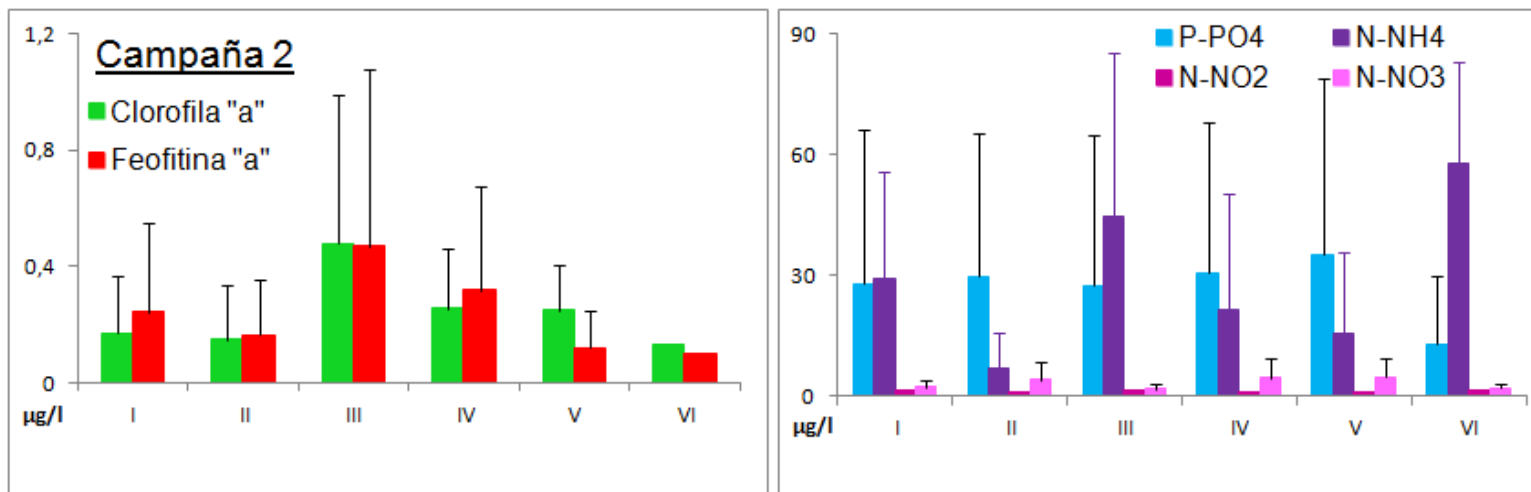 1,2
Campaña 2
Clorofila "a"
0,8
Feofitina "a"
0,4
0
µg/l I II III IV V VI
90 P-PO4 N-NH4
N-NO2 N-NO3
60
30
0
µg/l I II III IV V VI